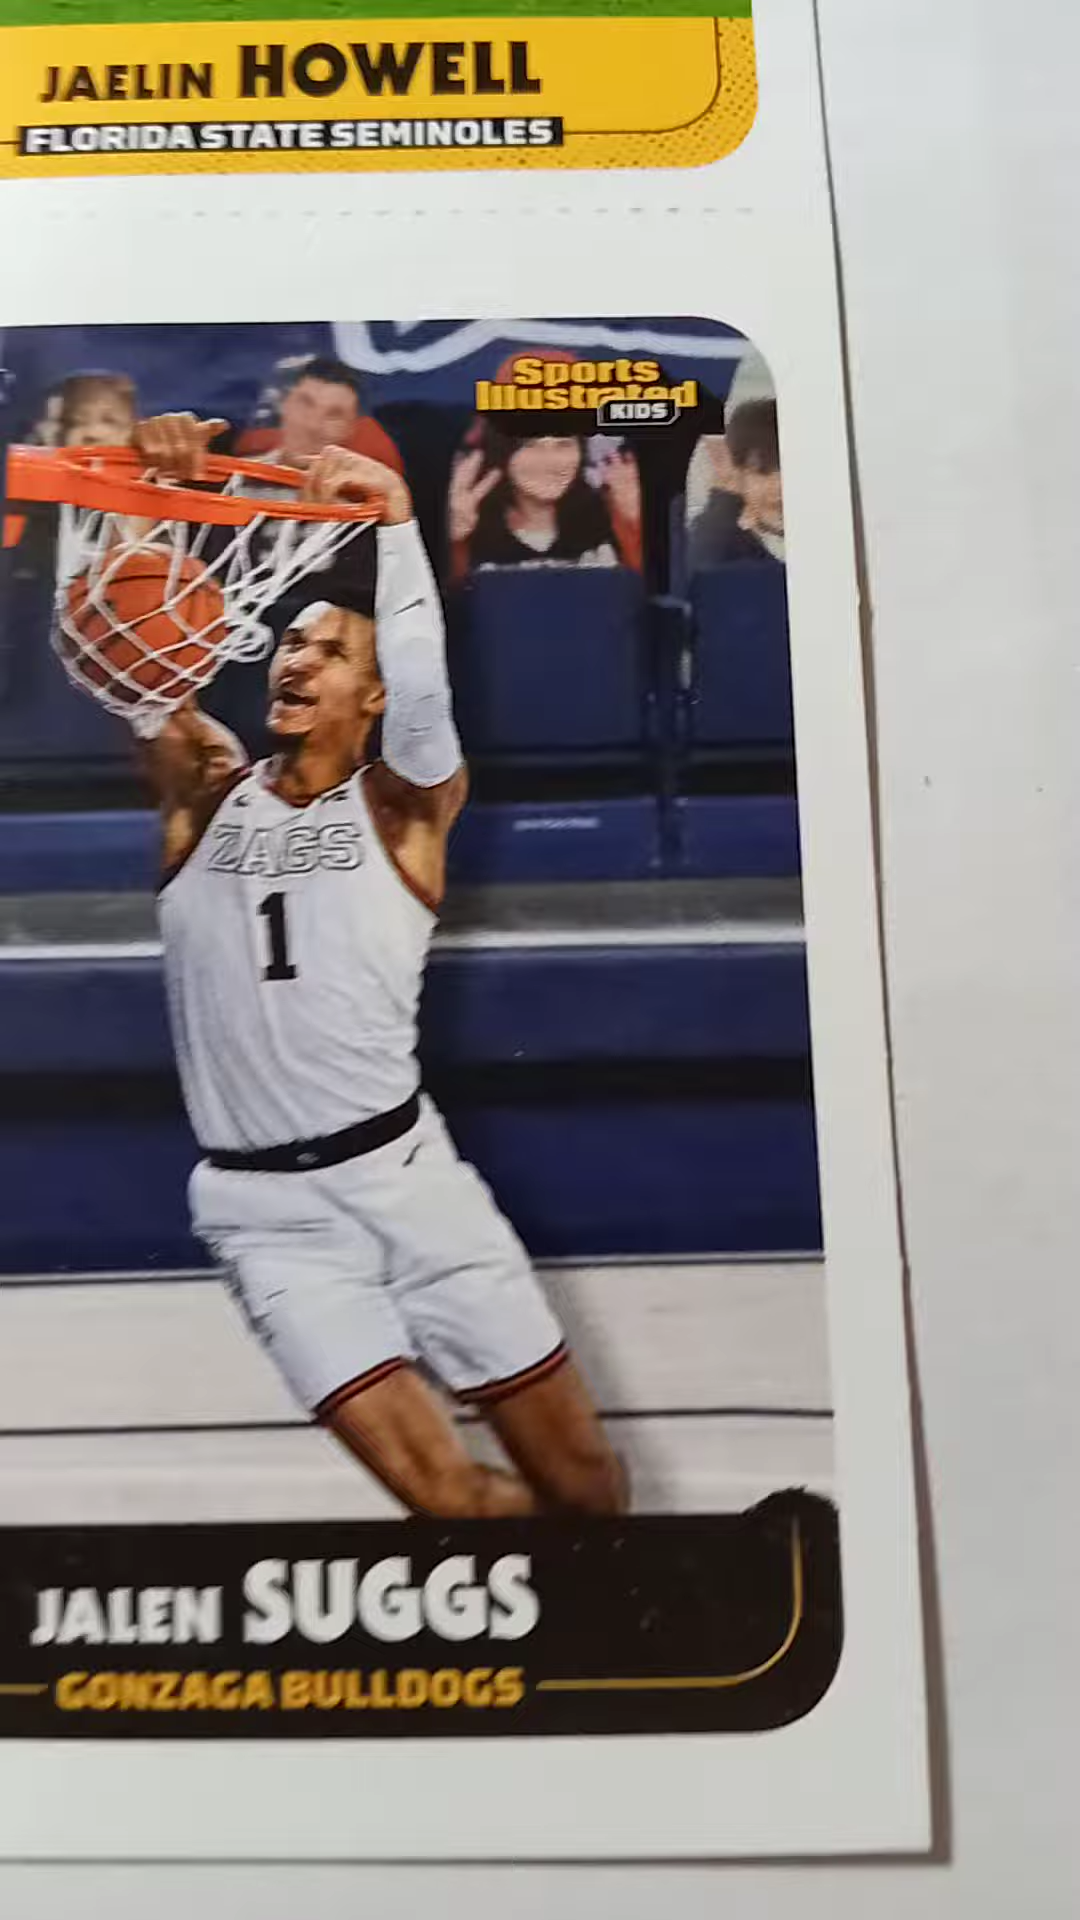 JAELIN HOWELL
FLORIDA STATE SEMINOLES
Sports
Illustrated
KIDS
ZAGS
1
JALEN SUGGS
GONZAGA BULLDOGS